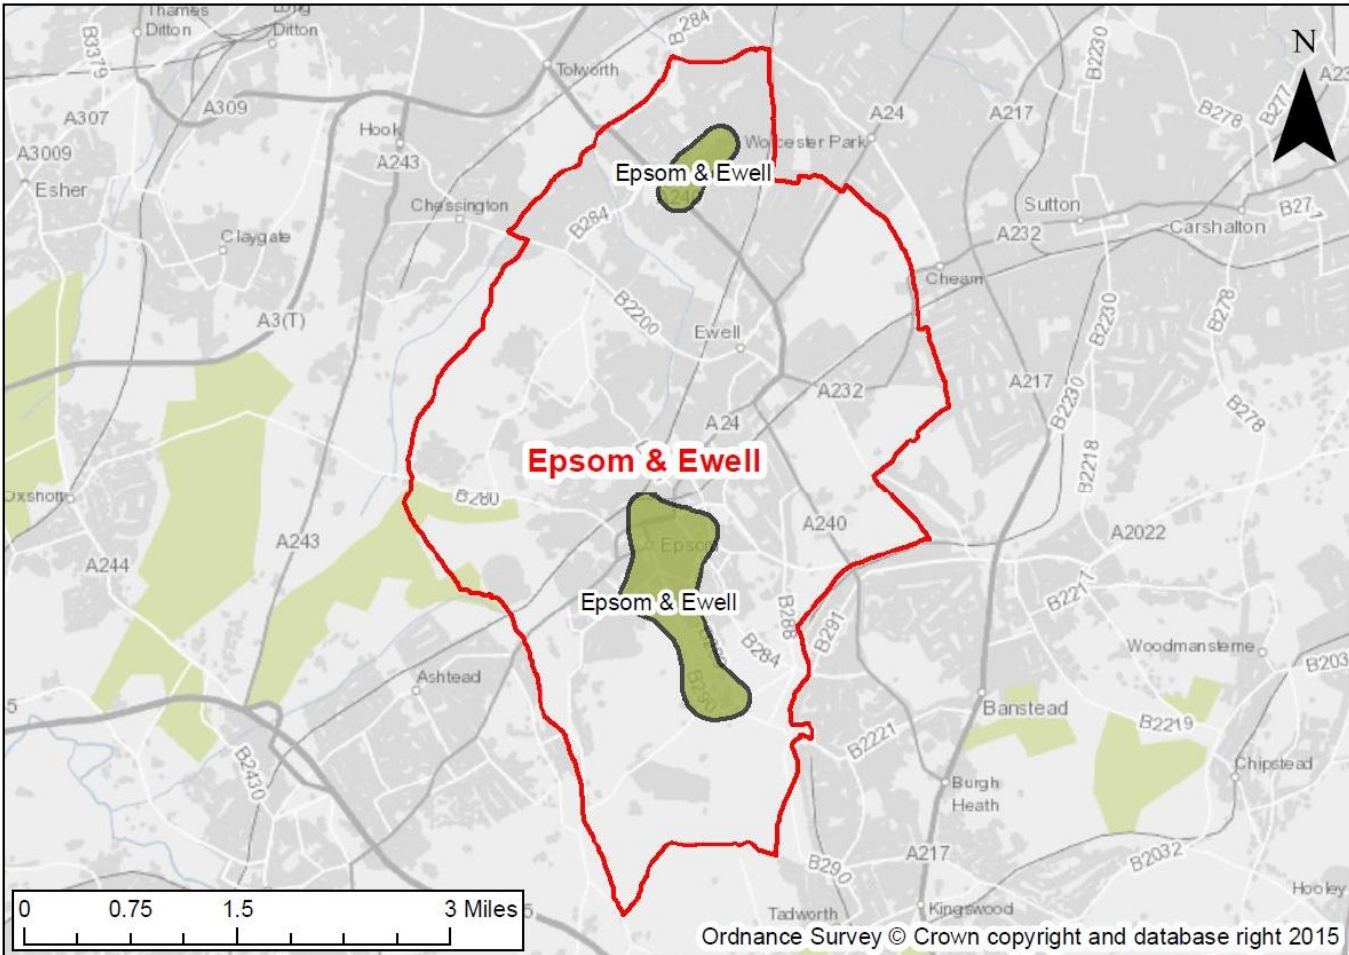 Thames
Ditton
Long
Ditton
B284
B2230
N
B3379
Tolworth
A309
A307
Hook
A243
A24
A217
B277
B278
Worcester Park
A3009
Esher
Epsom & Ewell
A240
Chessington
B284
Sutton
A232
Carshalton
Claygate
Cheam
B2230
B278
A3(T)
B2200
Ewell
A232
A217
B2230
B278
A24
Epsom & Ewell
B2218
Oxshott
B280
A243
A240
A2022
A244
Epsom
B2217
Epsom & Ewell
B288
B291
B284
Woodmansterne
Ashtead
B290
Banstead
B2219
B2221
B2430
Burgh
Heath
Chipstead
A217
B2032
B290
Hooley
Tadworth
Kingswood
0 0.75 1.5 3 Miles
Ordnance Survey © Crown copyright and database right 2015